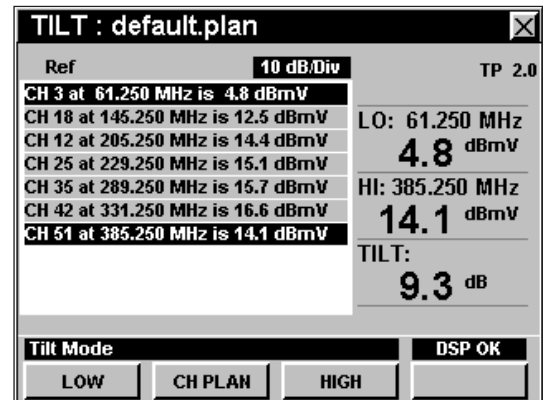 TILT : default.plan
Ref 10 dB/Div TP 2.0
CH 3 at 61.250 MHz is 4.8 dBmV
CH 18 at 145.250 MHz is 12.5 dBmV
CH 12 at 205.250 MHz is 14.4 dBmV
CH 25 at 229.250 MHz is 15.1 dBmV
CH 35 at 289.250 MHz is 15.7 dBmV
CH 42 at 331.250 MHz is 16.6 dBmV
CH 51 at 385.250 MHz is 14.1 dBmV
LO: 61.250 MHz
4.8 dBmV
HI: 385.250 MHz
14.1 dBmV
TILT:
9.3 dB
Tilt Mode DSP OK
LOW CH PLAN HIGH